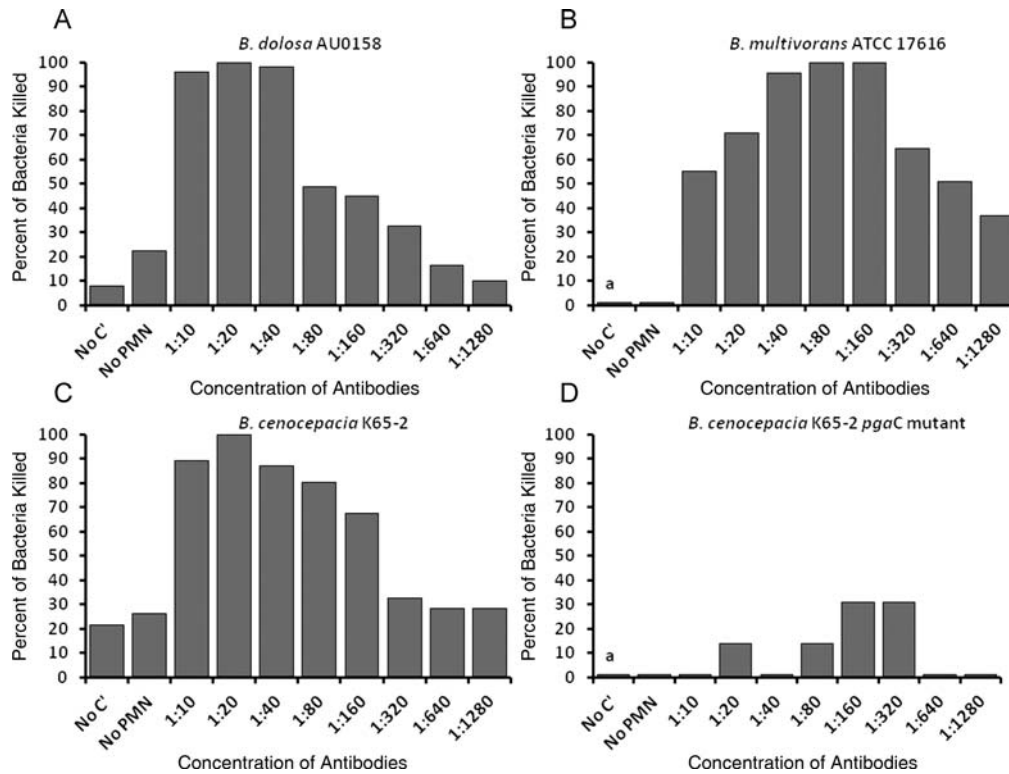 A
B. dolosa AU0158
Percent of Bacteria Killed
100
90
80
70
60
50
40
30
20
10
0
No C'
No PMN
1:10
1:20
1:40
1:80
1:160
1:320
1:640
1:1280
Concentration of Antibodies
B
B. multivorans ATCC 17616
Percent of Bacteria Killed
100
90
80
70
60
50
40
30
20
10
0
a
No C'
No PMN
1:10
1:20
1:40
1:80
1:160
1:320
1:640
1:1280
Concentration of Antibodies
C
B. cenocepacia K65-2
Percent of Bacteria Killed
100
90
80
70
60
50
40
30
20
10
0
No C'
No PMN
1:10
1:20
1:40
1:80
1:160
1:320
1:640
1:1280
Concentration of Antibodies
D
B. cenocepacia K65-2 pgaC mutant
Percent of Bacteria Killed
100
90
80
70
60
50
40
30
20
10
0
a
No C'
No PMN
1:10
1:20
1:40
1:80
1:160
1:320
1:640
1:1280
Concentration of Antibodies